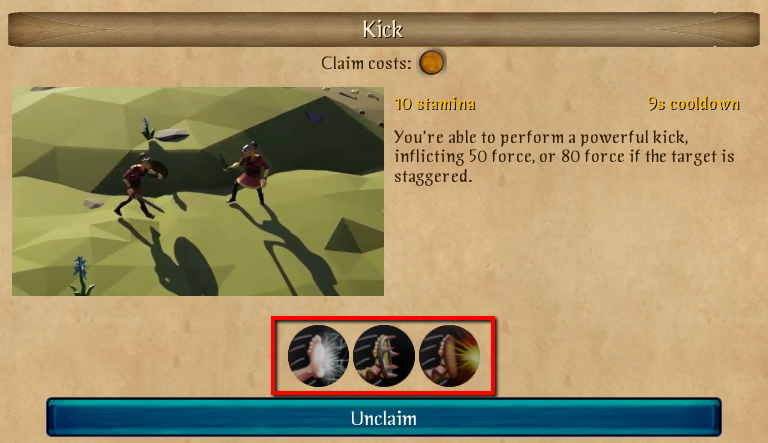 Kick
Claim costs:
10 stamina
9s cooldown
You're able to perform a powerful kick,
inflicting 50 force, or 80 force if the target is
staggered.
Unclaim